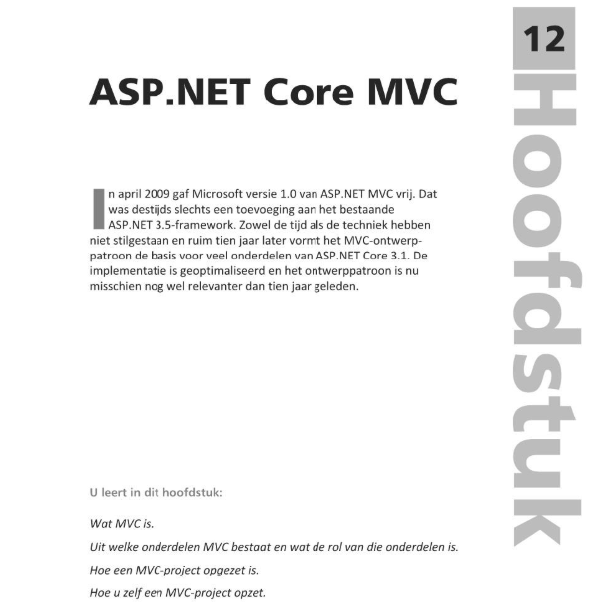 12
Hoofdstuk
ASP.NET Core MVC
In april 2009 gaf Microsoft versie 1.0 van ASP.NET MVC vrij. Dat
was destijds slechts een toevoeging aan het bestaande
ASP.NET 3.5-framework. Zowel de tijd als de techniek hebben
niet stilgestaan en ruim tien jaar later vormt het MVC-ontwerp-
patroon de basis voor veel onderdelen van ASP.NET Core 3.1. De
implementatie is geoptimaliseerd en het ontwerppatroon is nu
misschien nog wel relevanter dan tien jaar geleden.
U leert in dit hoofdstuk:
Wat MVC is.
Uit welke onderdelen MVC bestaat en wat de rol van die onderdelen is.
Hoe een MVC-project opgezet is.
Hoe u zelf een MVC-project opzet.